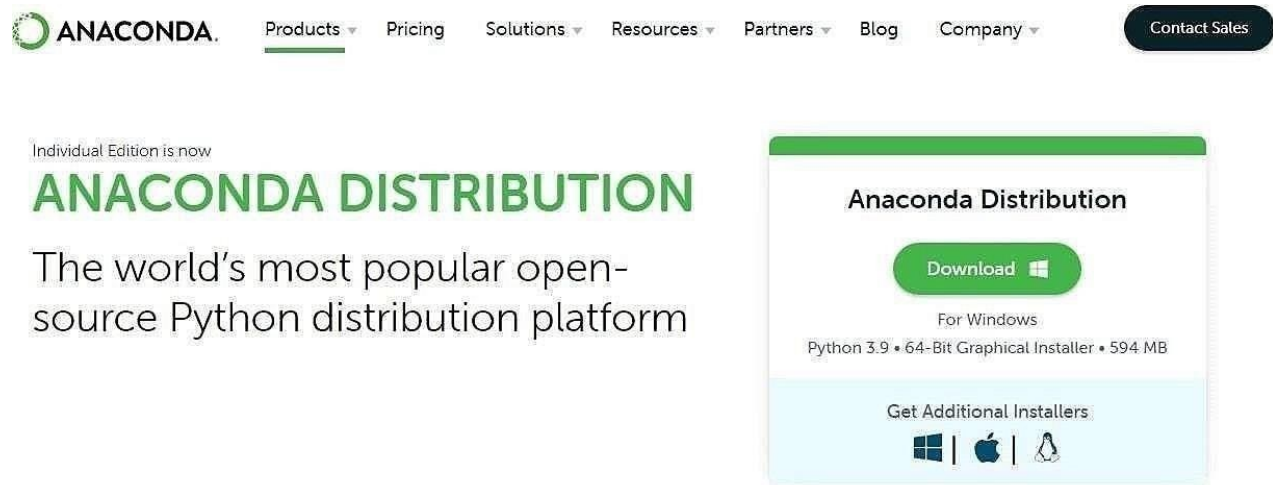 ANACONDA.
Products Pricing Solutions Resources Partners Blog Company Contact Sales
Individual Edition is now
ANACONDA DISTRIBUTION
The world's most popular open-
source Python distribution platform
Anaconda Distribution
Download
For Windows
Python 3.9 • 64-Bit Graphical Installer • 594 MB
Get Additional Installers
| |